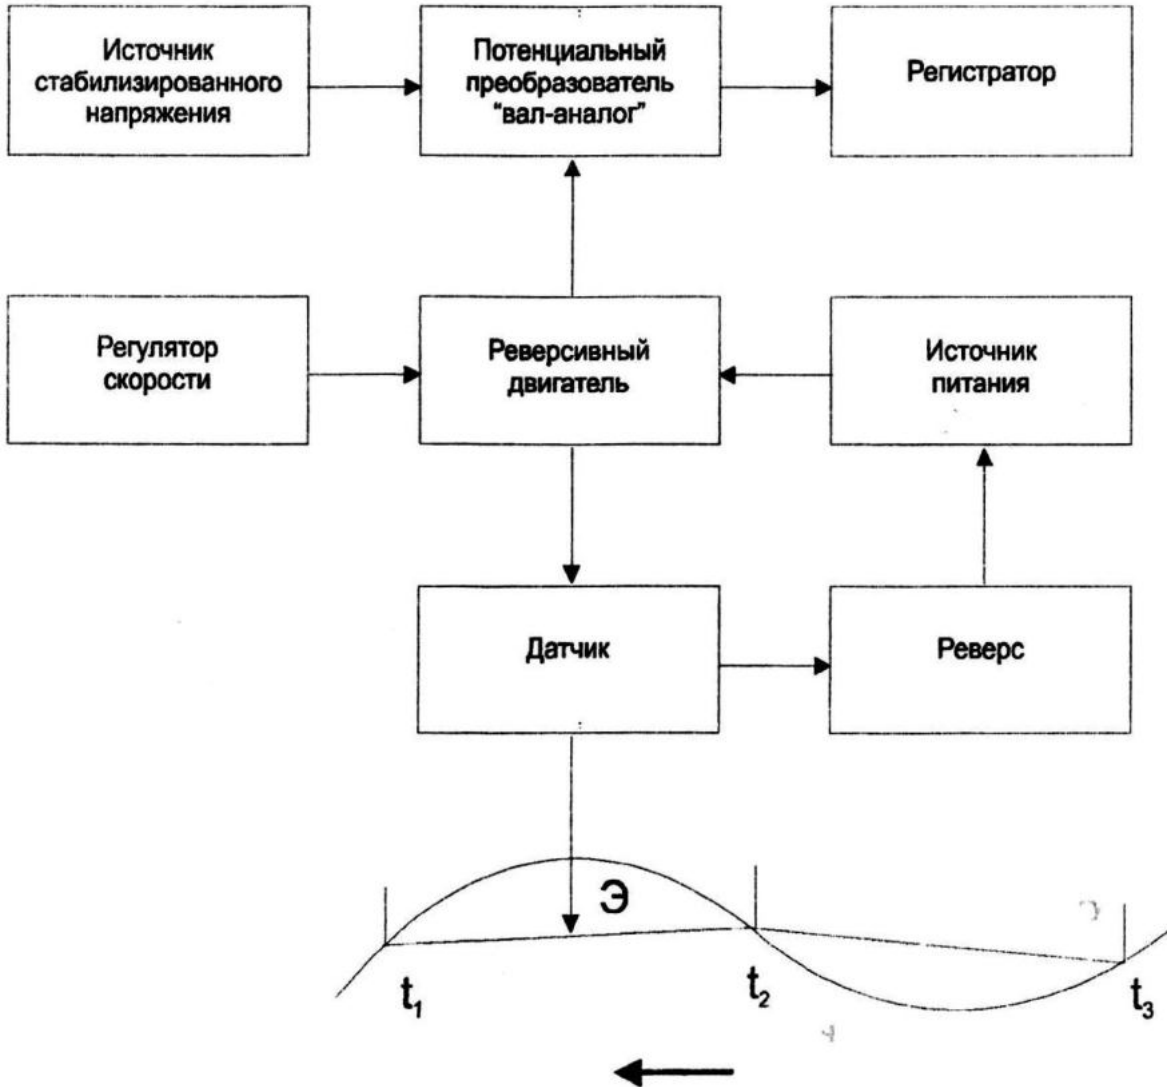 Источник
стабилизированного
напряжения
Потенциальный
преобразователь
"вал-аналог"
Регистратор
Регулятор
скорости
Реверсивный
двигатель
Источник
питания
Датчик
Реверс
Э
t₁
t₂
t₃